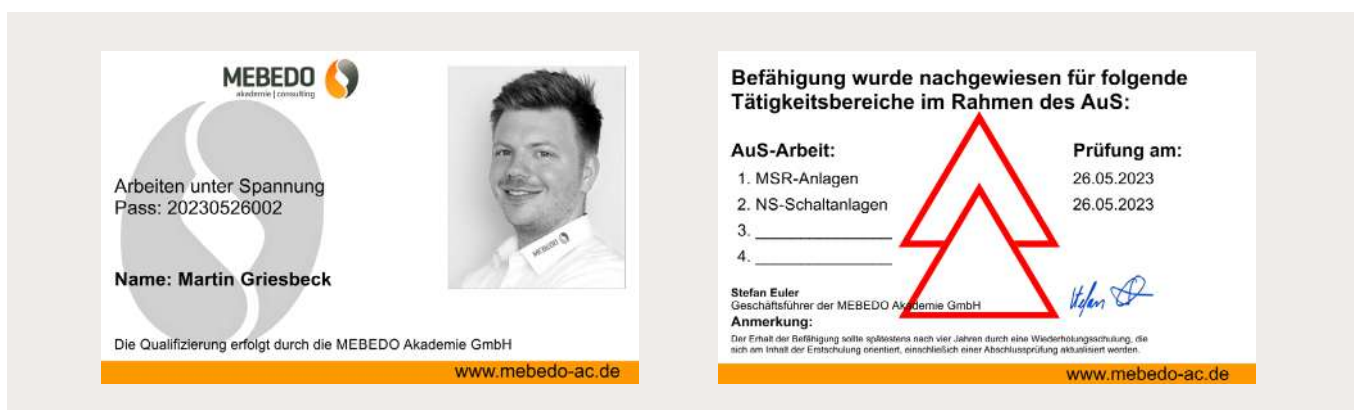 MEBEDO
akademie | consulting
Arbeiten unter Spannung
Pass: 20230526002
MEBEDO
Name: Martin Griesbeck
Die Qualifizierung erfolgt durch die MEBEDO Akademie GmbH
www.mebedo-ac.de
Befähigung wurde nachgewiesen für folgende
Tätigkeitsbereiche im Rahmen des AuS:
AuS-Arbeit: Prüfung am:
1. MSR-Anlagen 26.05.2023
2. NS-Schaltanlagen 26.05.2023
3. ________________
4. ________________
Stefan Euler
Geschäftsführer der MEBEDO Akademie GmbH
Anmerkung:
Der Erhalt der Befähigung sollte spätestens nach vier Jahren durch eine Wiederholungsschulung, die
sich am Inhalt der Erstschulung orientiert, einschließlich einer Abschlussprüfung aktualisiert werden.
www.mebedo-ac.de